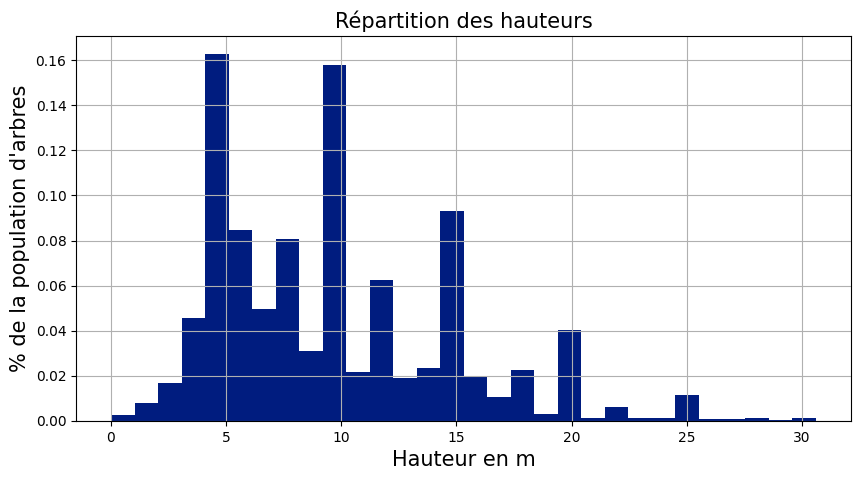 Répartition des hauteurs
% de la population d'arbres
0.16
0.14
0.12
0.10
0.08
0.06
0.04
0.02
0.00
0 5 10 15 20 25 30
Hauteur en m